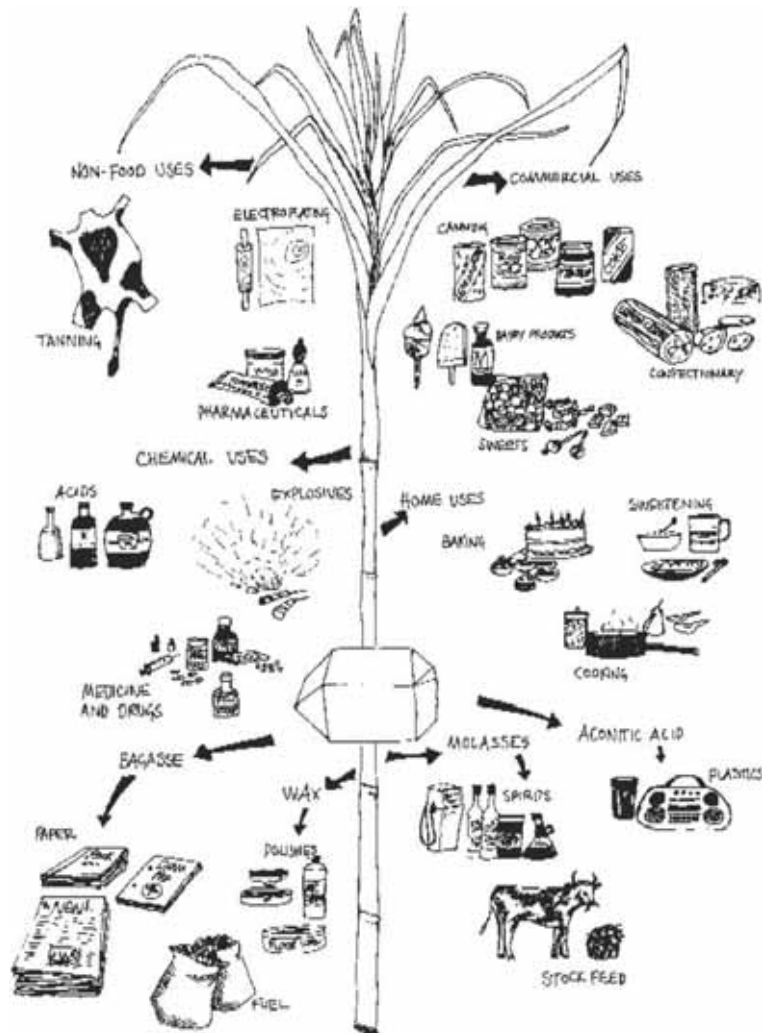 NON-FOOD USES
COMMERCIAL USES
ELECTROPLATING
CANNING
TANNING
DAIRY PRODUCTS
CONFECTIONARY
PHARMACEUTICALS
SWEETS
CHEMICAL USES
ACIDS
EXPLOSIVES
HOME USES
SWEETENING
BAKING
COOKING
MEDICINE
AND DRUGS
BAGASSE
MOLASSES
ACONITIC ACID
WAX
PLASTICS
SPIRITS
PAPER
POLISHES
NEWS
FUEL
STOCK FEED